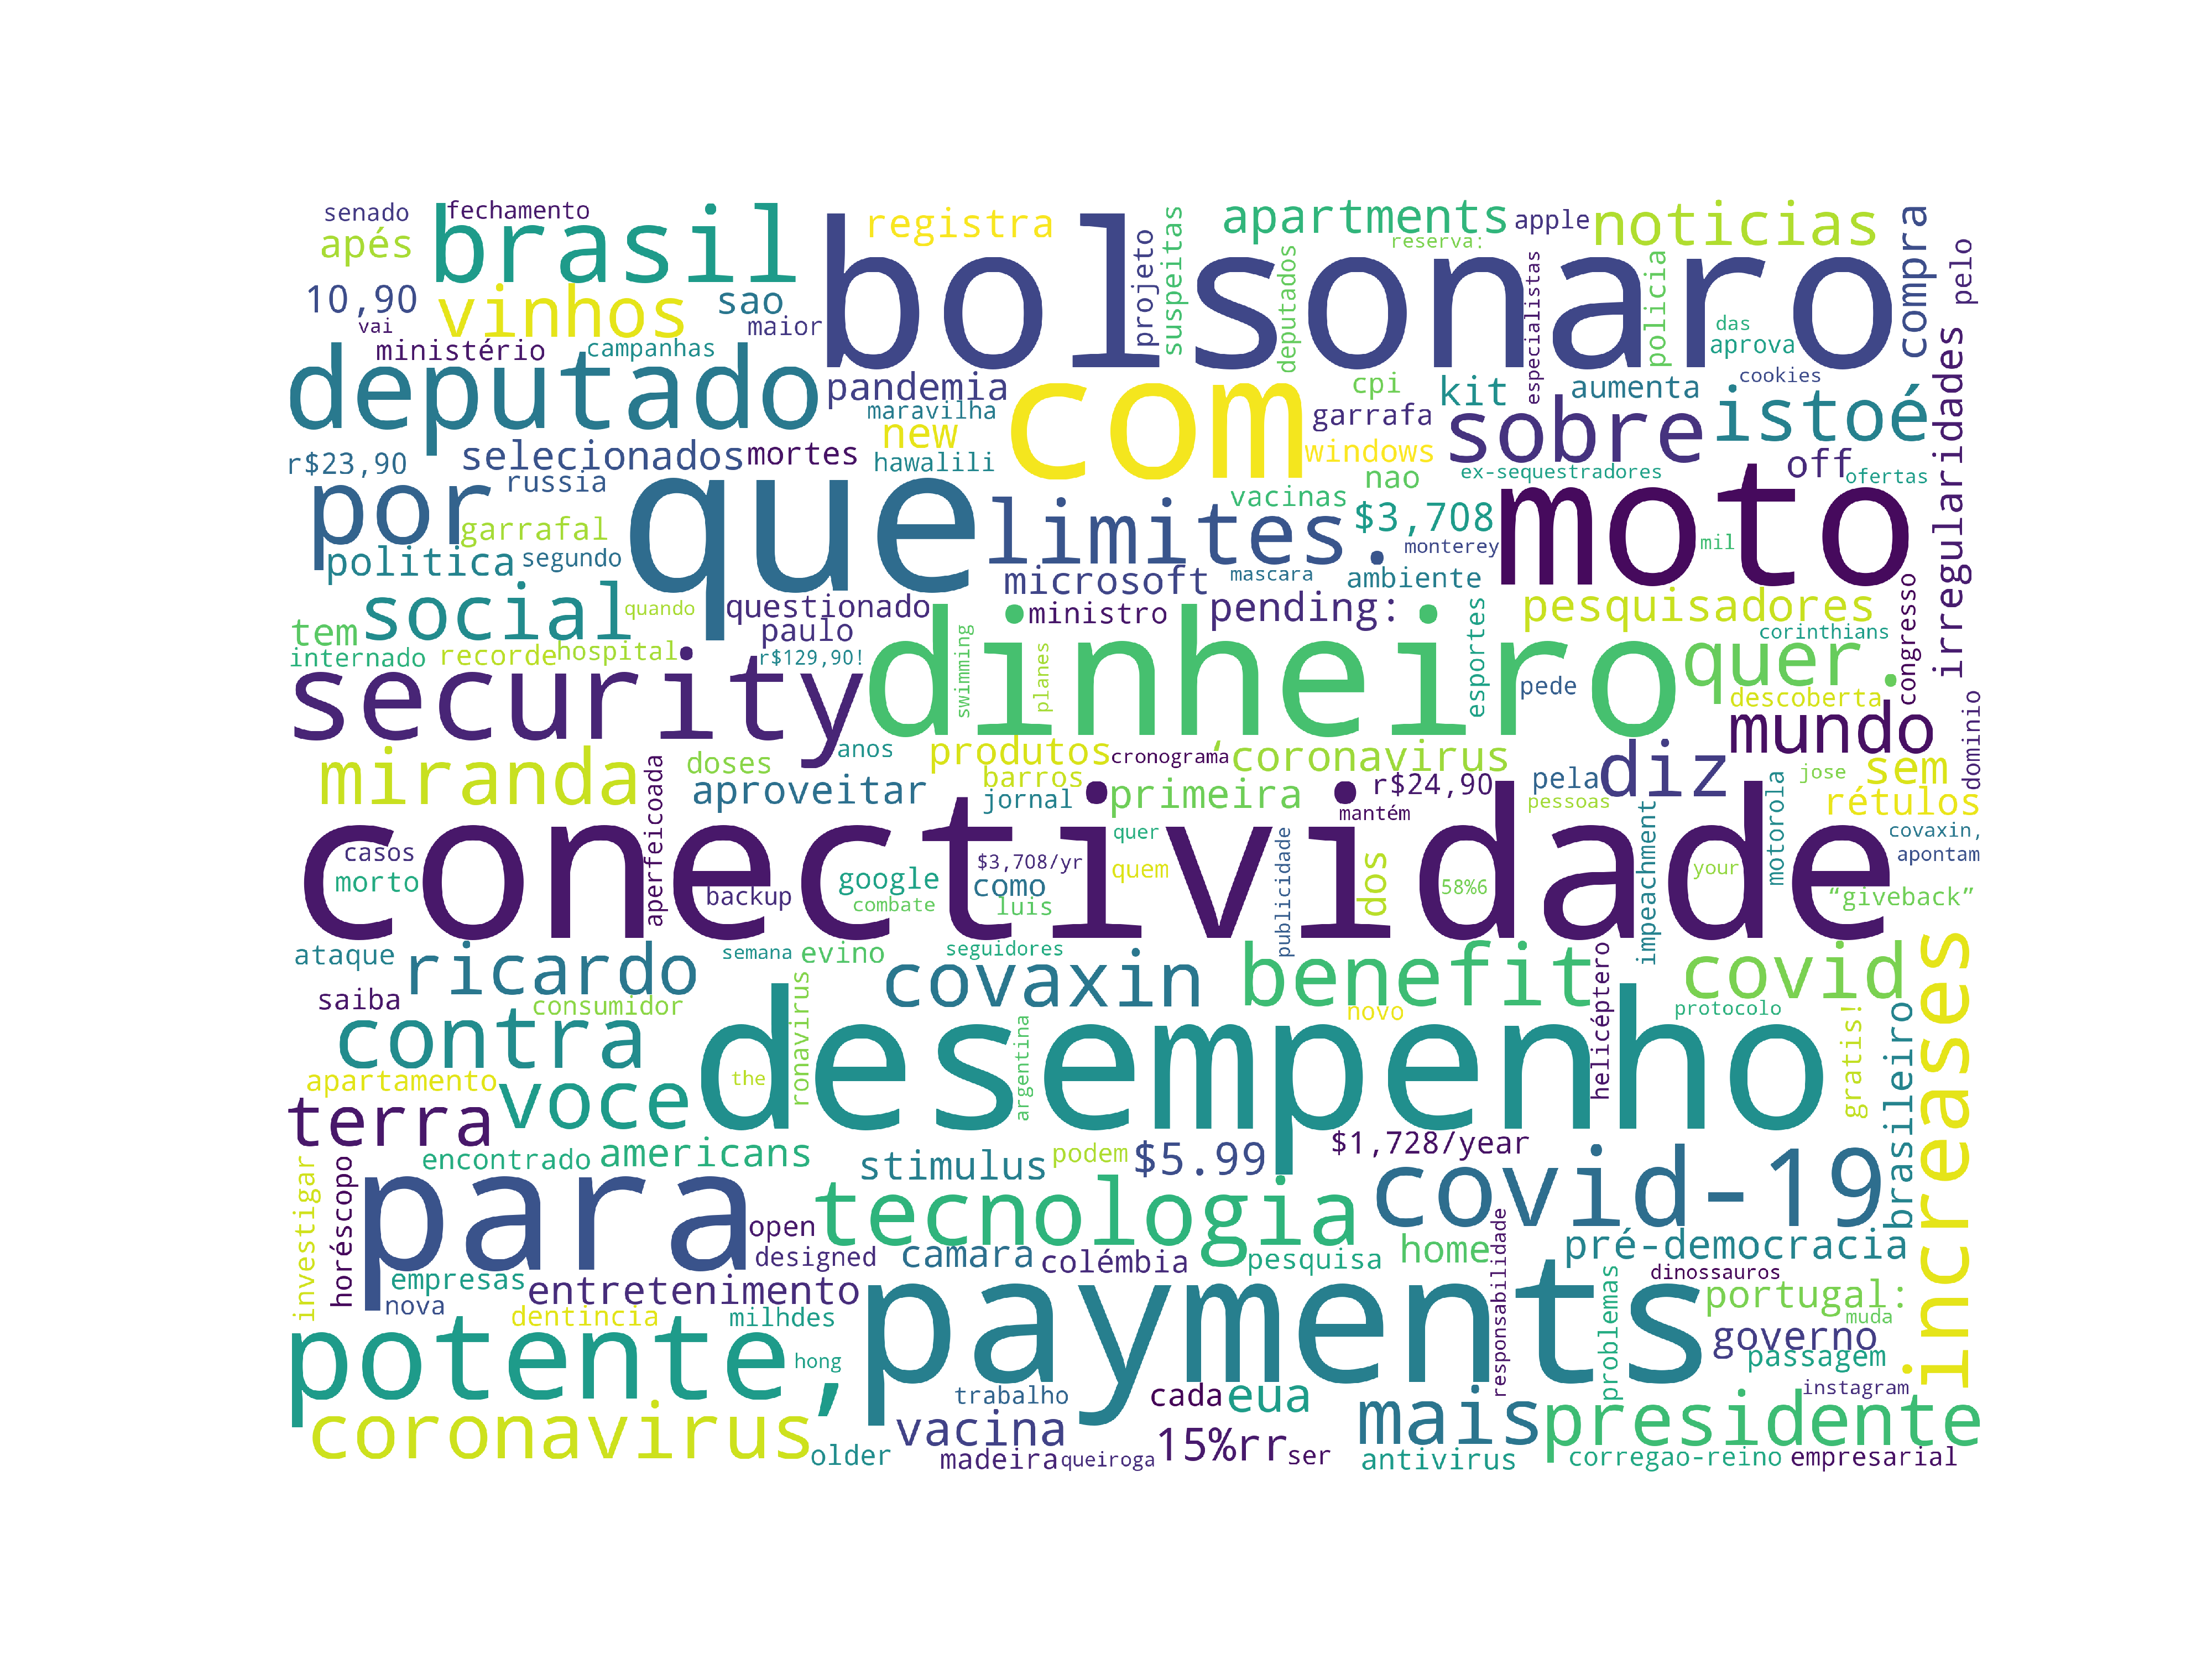 senado
fechamento
brasil
bolsonaro
registra
projeto
suspeitas
apartments
reserva:
deputados
apple
noticias
compra
pelo
após
10,90
vai
vinhos
sao
maior
especialistas
policia
das
aprova
ministério
campanhas
deputado
pandemia
maravilha
new
hawalili
com
cpi
garrafa
kit
aumenta
cookies
sobre
istoé
irregularidades
windows
r$23,90
selecionados
mortes
russia
por
garrafal
politica
segundo
que
limites.
vacinas
nao
ex-sequestradores
off
ofertas
$3,708
monterey
moto
mil
microsoft
mascara
ambiente
social
quando
questionado
ministro
pending:
pesquisadores
congresso
tem
internado
recorde
hospital
paulo
r$129,90!
dinheiro
swimming
planes
esportes
quer.
corinthians
pede
descoberta
security
mundo
dominio
miranda
doses
anos
aproveitar
produtos
cronograma
‘coronavirus
barros
jornal
primeira
r$24,90
mantém
pela
diz
pessoas
motorola
jose
sem
rétulos
aperfeicoada
conectividade
casos
morto
backup
google
combate
$3,708/yr
como
luis
quer
quem
publicidade
dos
58%6
impeachment
your
covaxin,
apontam
“giveback”
ataque
ricardo
semana
evino
seguidores
covaxin
benefit
covid
increases
saiba
consumidor
contra
ronavirus
desempenho
argentina
novo
helicéptero
protocolo
gratis!
brasileiro
apartamento
voce
the
terra
encontrado
americans
stimulus
podem
$5.99
$1,728/year
covid-19
investigar
horéscopo
para
open
designed
tecnologia
camara
colémbia
pesquisa
home
responsabilidade
pré-democracia
empresas
nova
entretenimento
dentincia
milhdes
payments
problemas
dinossauros
portugal:
muda
governo
passagem
potente,
hong
trabalho
cada
eua
instagram
coronavirus
older
vacina
madeira
queiroga
15%rr
ser
mais
presidente
antivirus
corregao-reino
empresarial